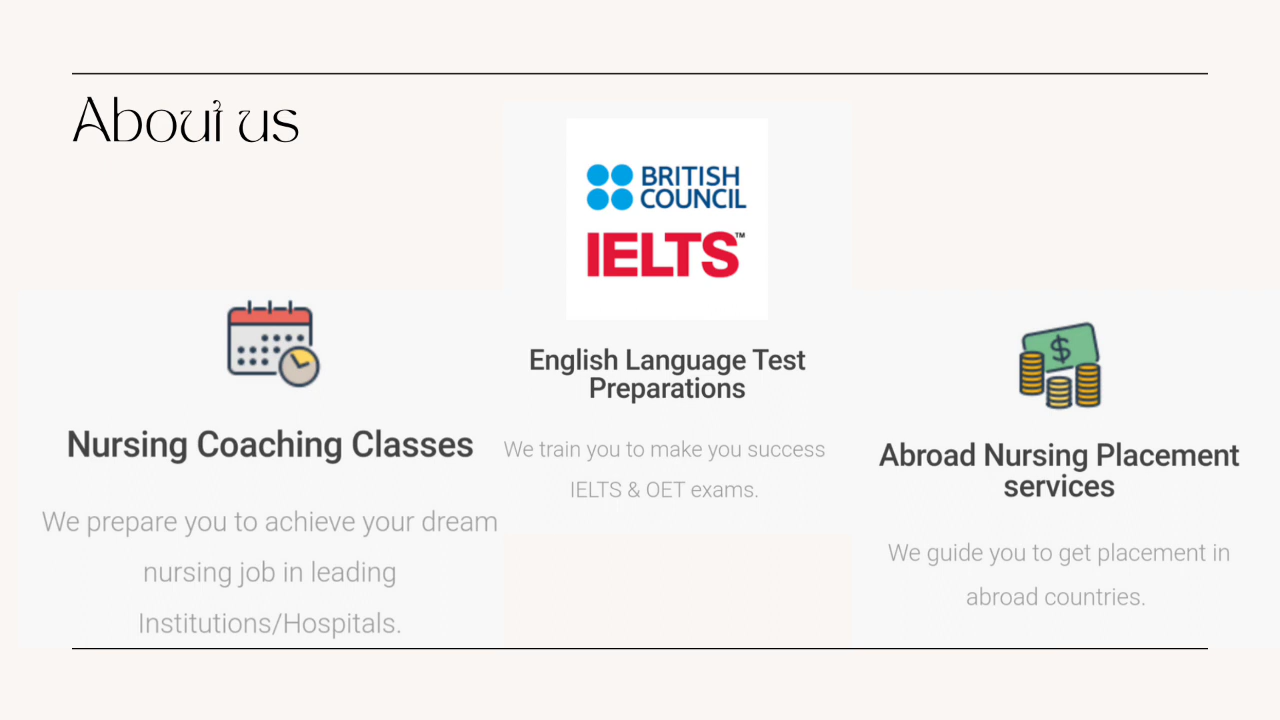 About us
BRITISH
COUNCIL
IELTS™
English Language Test
Preparations
We train you to make you success
IELTS & OET exams.
Nursing Coaching Classes
We prepare you to achieve your dream
nursing job in leading
Institutions/Hospitals.
$
Abroad Nursing Placement
services
We guide you to get placement in
abroad countries.